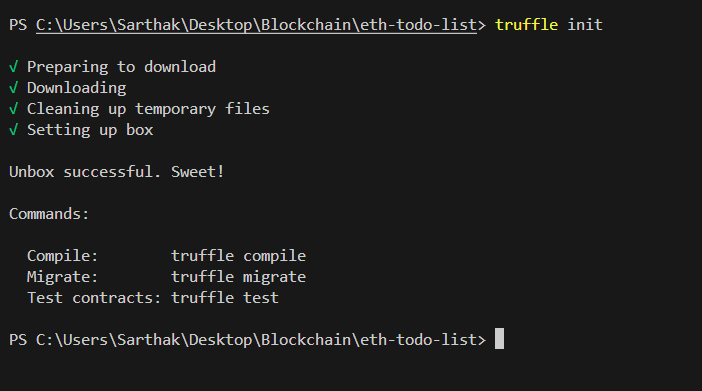 PS C:\Users\Sarthak\Desktop\Blockchain\eth-todo-list> truffle init
√ Preparing to download
√ Downloading
√ Cleaning up temporary files
√ Setting up box
Unbox successful. Sweet!
Commands:
Compile: truffle compile
Migrate: truffle migrate
Test contracts: truffle test
PS C:\Users\Sarthak\Desktop\Blockchain\eth-todo-list>